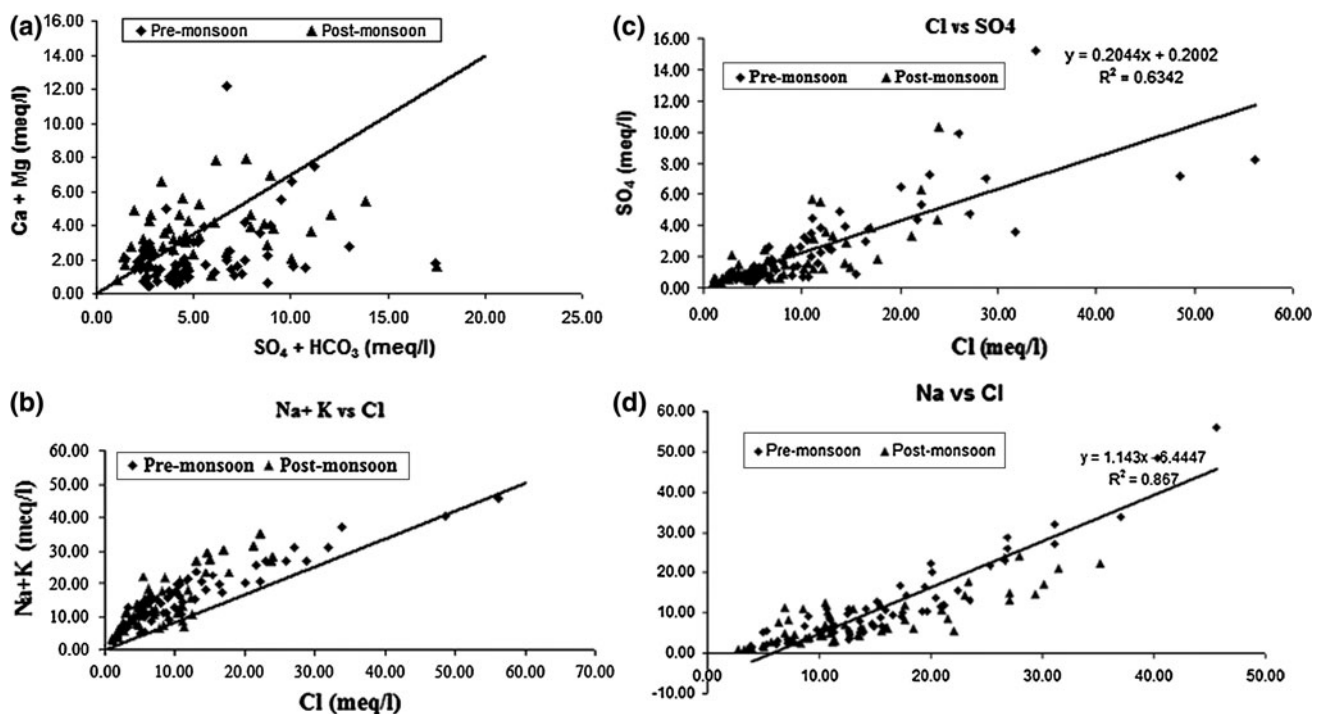 (a)
Pre-monsoon Post-monsoon
16.00
14.00
12.00
10.00
8.00
6.00
4.00
2.00
0.00
Ca + Mg (meq/l)
0.00 5.00 10.00 15.00 20.00 25.00
SO4 + HCO3 (meq/l)
(c)
Cl vs SO4
y = 0.2044x + 0.2002
R² = 0.6342
Pre-monsoon Post-monsoon
16.00
14.00
12.00
10.00
8.00
6.00
4.00
2.00
0.00
SO4 (meq/l)
0.00 10.00 20.00 30.00 40.00 50.00 60.00
Cl (meq/l)
(b)
Na+ K vs Cl
Pre-monsoon Post-monsoon
60.00
50.00
40.00
30.00
20.00
10.00
0.00
Na+K (meq/l)
0.00 10.00 20.00 30.00 40.00 50.00 60.00 70.00
Cl (meq/l)
(d)
Na vs Cl
Pre-monsoon Post-monsoon
y = 1.143x - 6.4447
R² = 0.867
60.00
50.00
40.00
30.00
20.00
10.00
0.00
-10.00
0.00 10.00 20.00 30.00 40.00 50.00